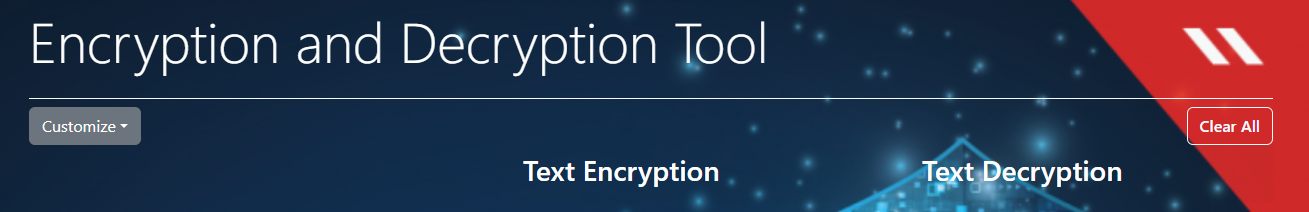 Encryption and Decryption Tool
Customize
Clear All
Text Encryption
Text Decryption